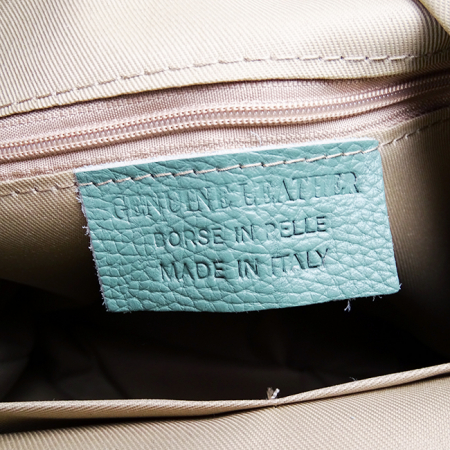 GENUINE LEATHER
BORSE IN PELLE
MADE IN ITALY